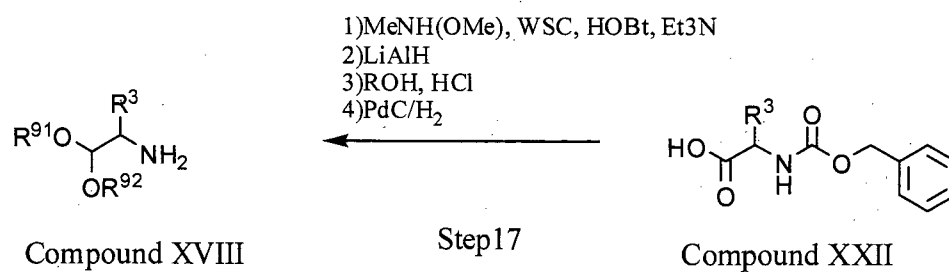 1)MeNH(OMe), WSC, HOBt, Et3N
2)LiAlH
3)ROH, HCl
4)PdC/H₂
R³
R⁹¹
O
NH₂
OR⁹²
R³
HO
O
N
H
O
O
Compound XVIII
Step17
Compound XXII